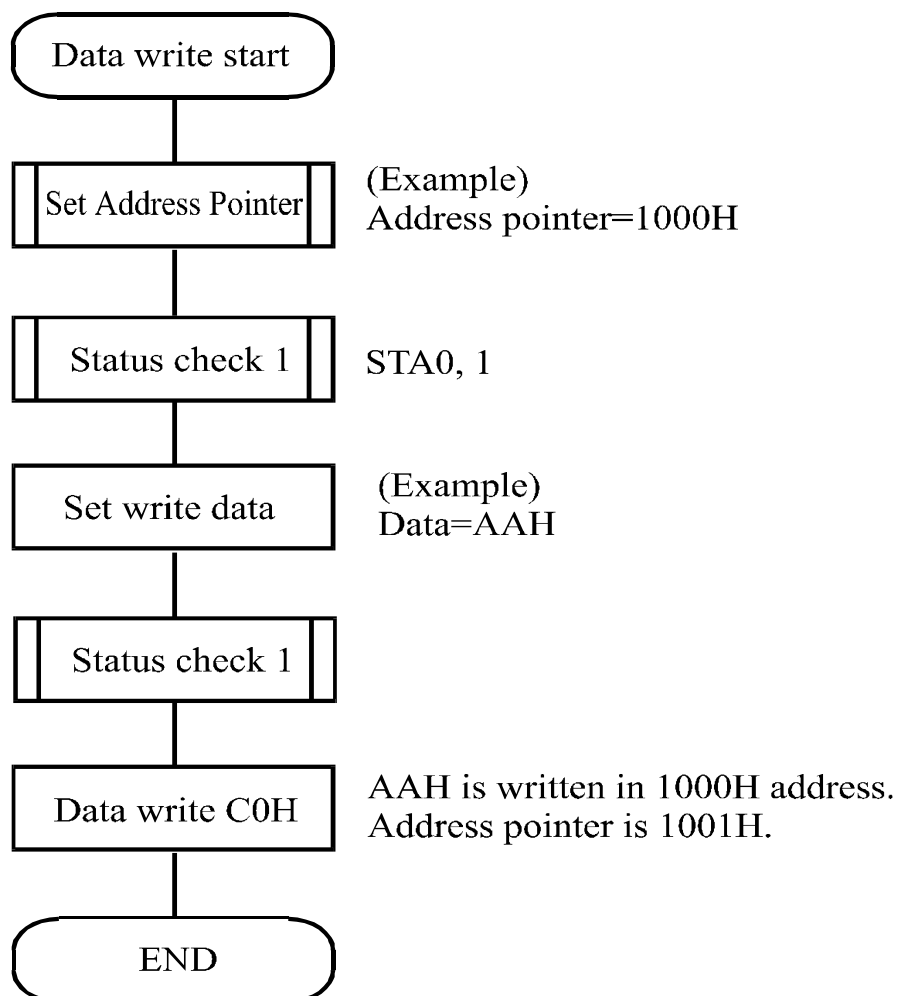 Data write start
Set Address Pointer
(Example)
Address pointer=1000H
Status check 1
STA0, 1
Set write data
(Example)
Data=AAH
Status check 1
Data write C0H
AAH is written in 1000H address.
Address pointer is 1001H.
END